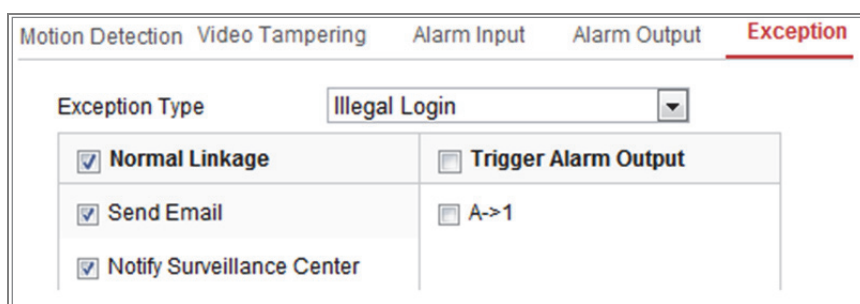 Motion Detection Video Tampering Alarm Input Alarm Output Exception
Exception Type Illegal Login
Normal Linkage Trigger Alarm Output
Send Email A->1
Notify Surveillance Center